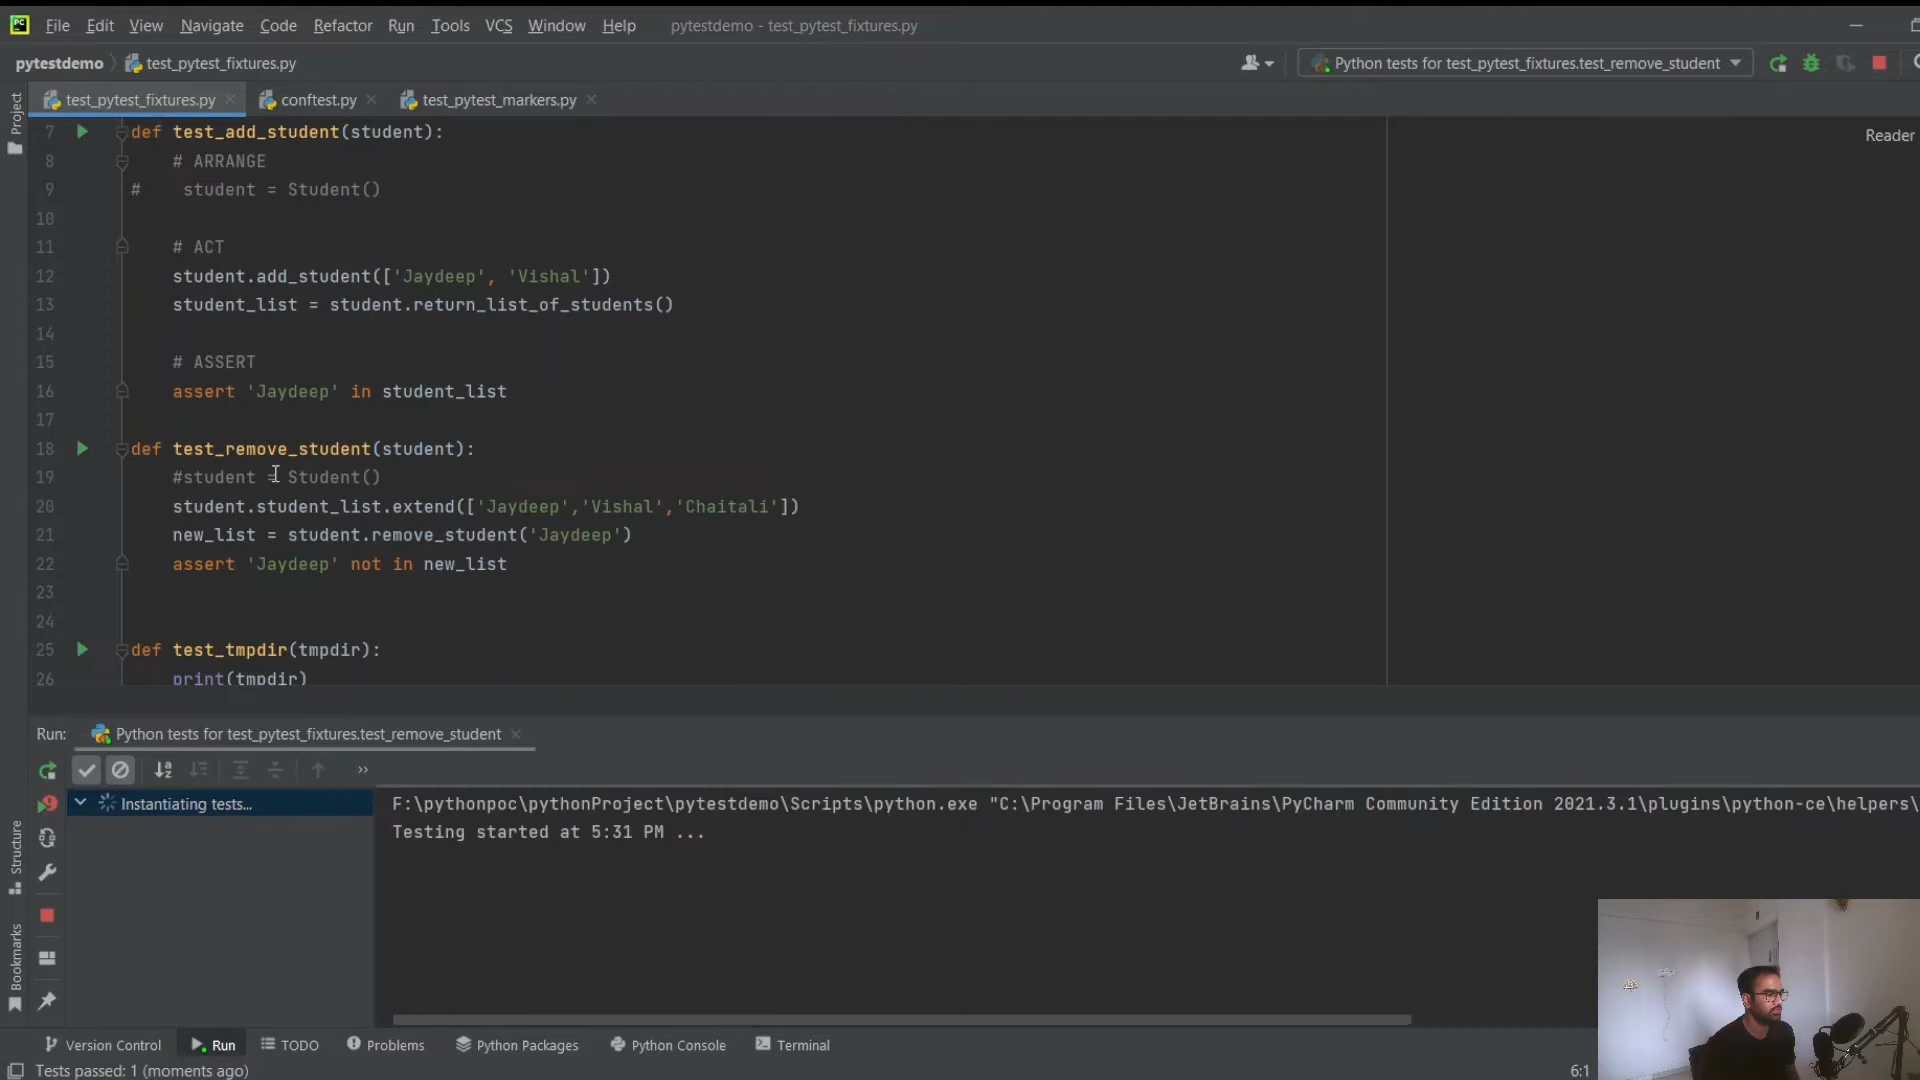 File Edit View Navigate Code Refactor Run Tools VCS Window Help pytestdemo - test_pytest_fixtures.py
pytestdemo test_pytest_fixtures.py Python tests for test_pytest_fixtures.test_remove_student
test_pytest_fixtures.py conftest.py test_pytest_markers.py
Project
Reader
7 def test_add_student(student):
8 # ARRANGE
9 # student = Student()
10
11 # ACT
12 student.add_student(['Jaydeep', 'Vishal'])
13 student_list = student.return_list_of_students()
14
15 # ASSERT
16 assert 'Jaydeep' in student_list
17
18 def test_remove_student(student):
19 #student = Student()
20 student.student_list.extend(['Jaydeep','Vishal','Chaitali'])
21 new_list = student.remove_student('Jaydeep')
22 assert 'Jaydeep' not in new_list
23
24
25 def test_tmpdir(tmpdir):
26 print(tmpdir)
Run: Python tests for test_pytest_fixtures.test_remove_student
Instantiating tests...
F:\pythonpoc\pythonProject\pytestdemo\Scripts\python.exe "C:\Program Files\JetBrains\PyCharm Community Edition 2021.3.1\plugins\python-ce\helpers\
Testing started at 5:31 PM ...
Structure
Bookmarks
Version Control Run TODO Problems Python Packages Python Console Terminal
Tests passed: 1 (moments ago) 6:1